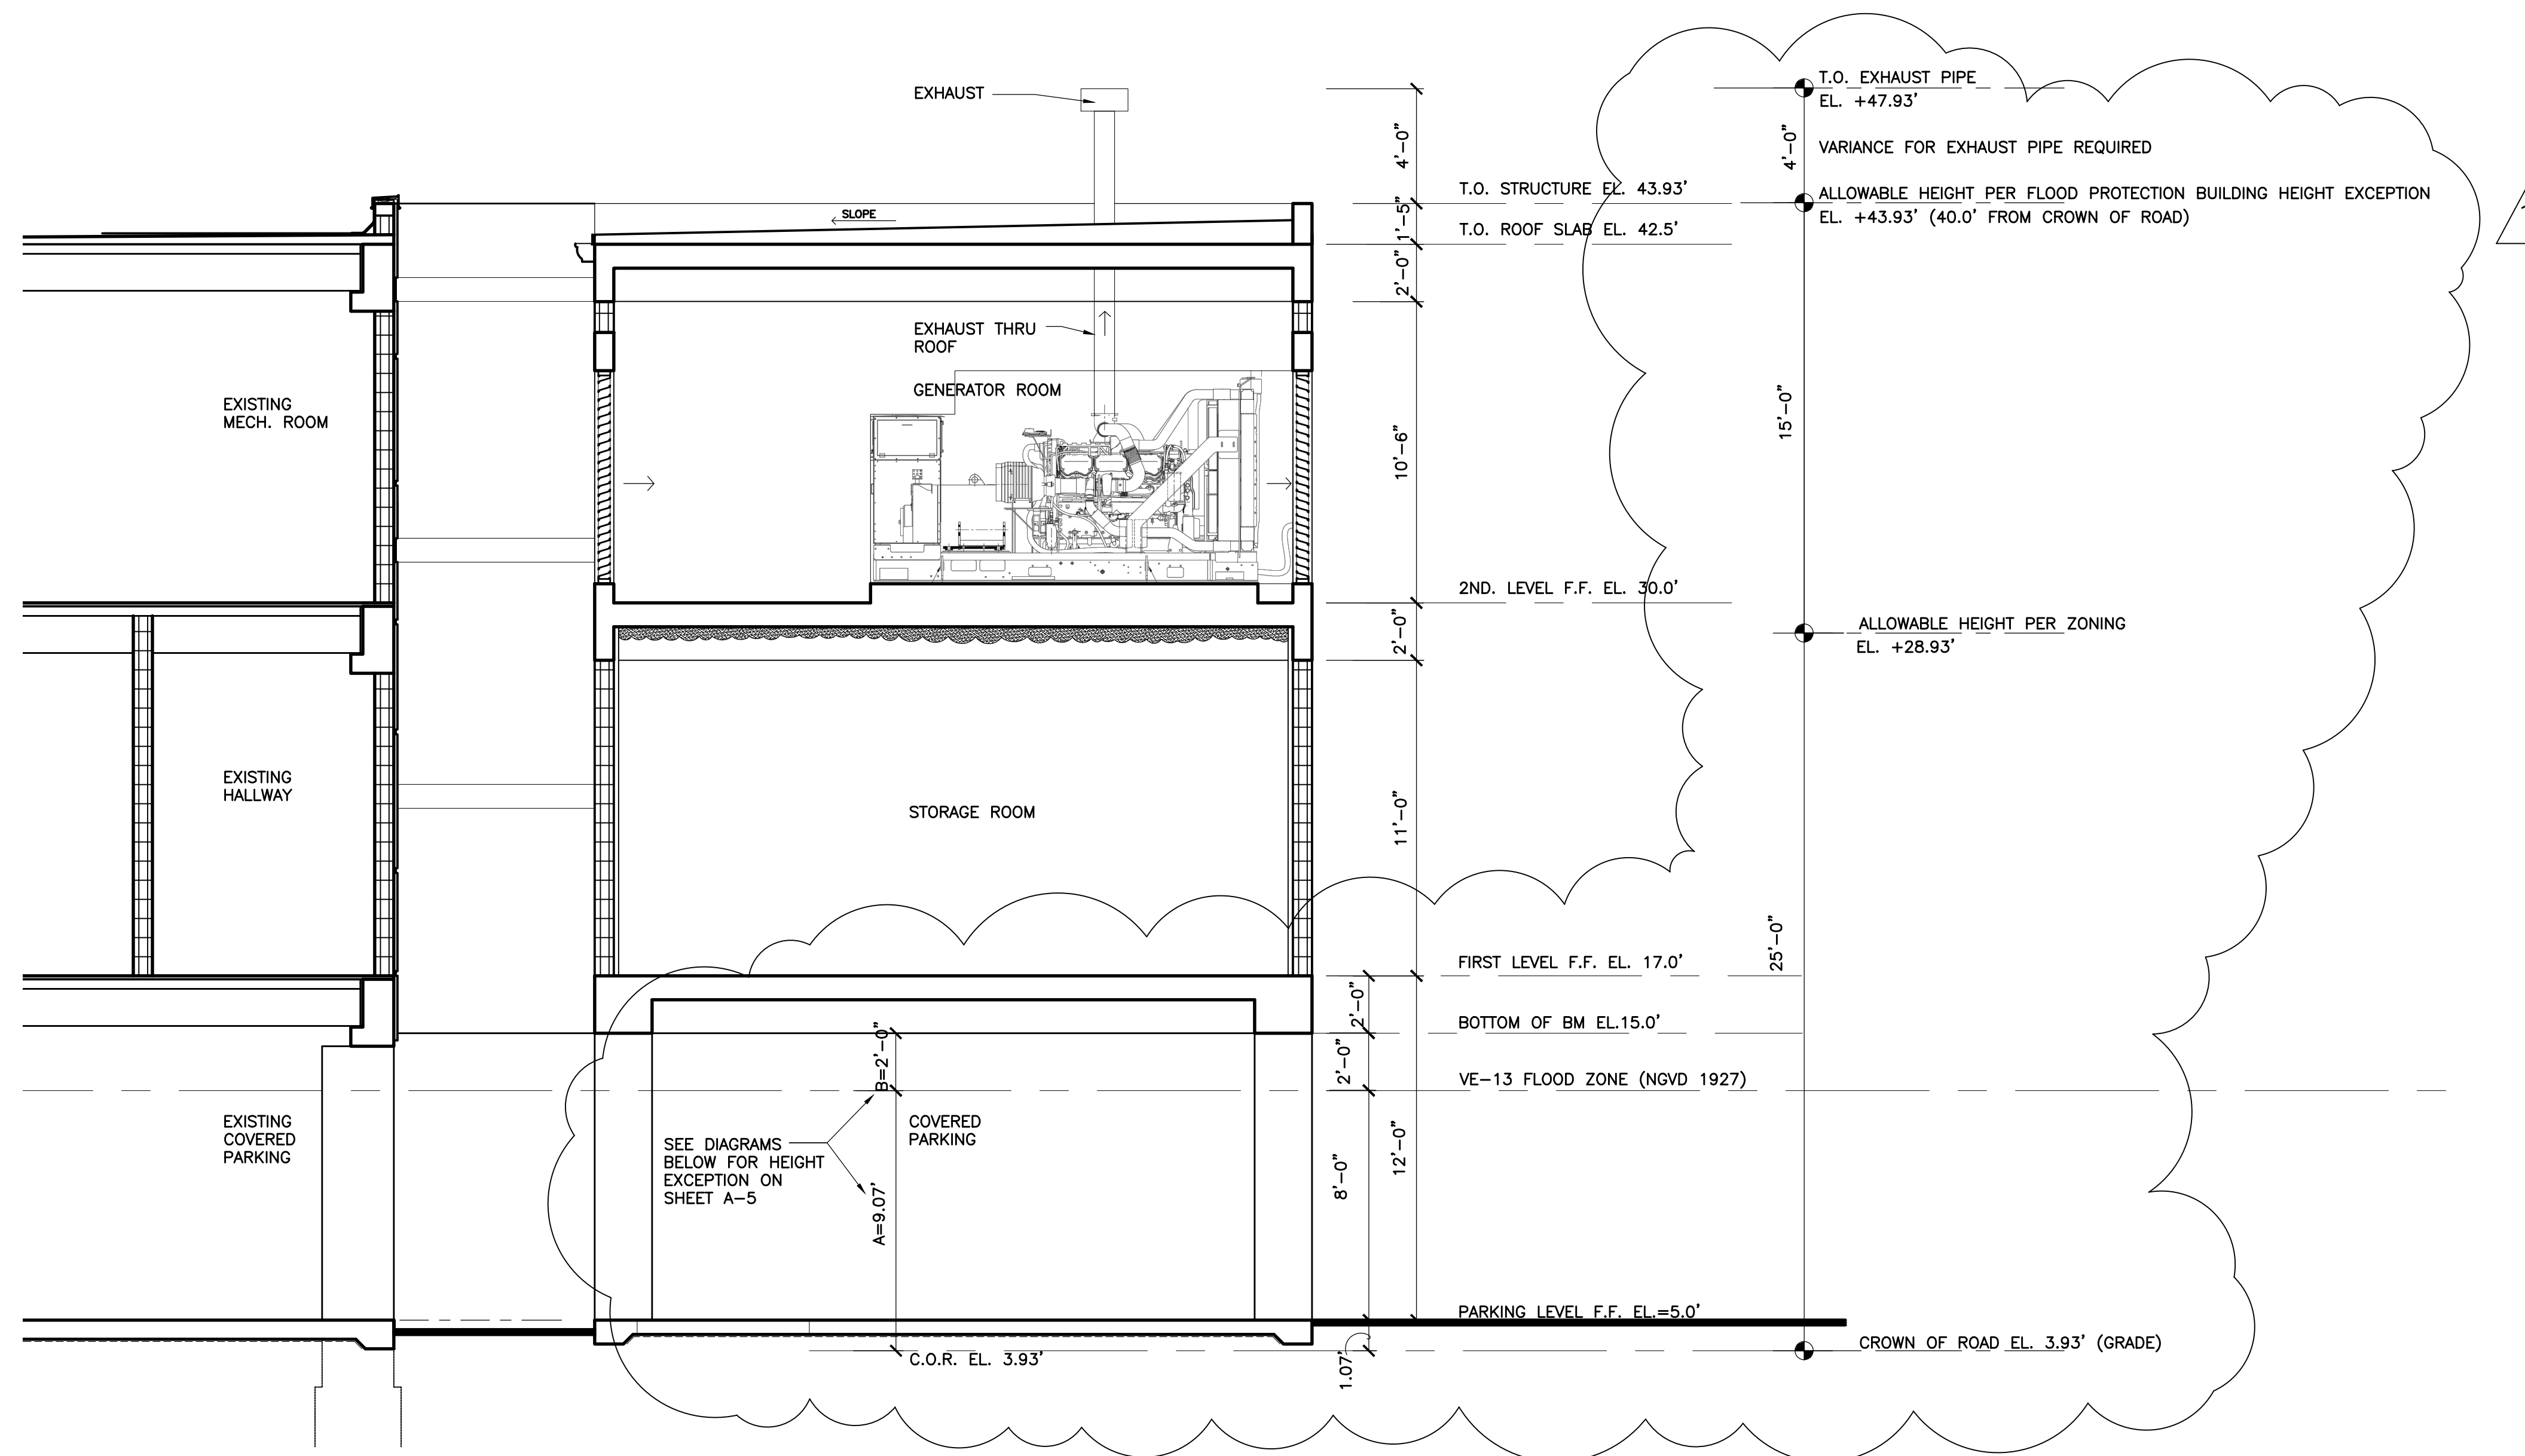 EXHAUST
T.O. EXHAUST PIPE
EL. +47.93'
4'-0"
4'-0"
VARIANCE FOR EXHAUST PIPE REQUIRED
T.O. STRUCTURE EL. 43.93'
ALLOWABLE HEIGHT PER FLOOD PROTECTION BUILDING HEIGHT EXCEPTION
EL. +43.93' (40.0' FROM CROWN OF ROAD)
SLOPE
1'-5"
T.O. ROOF SLAB EL. 42.5'
2'-0"
EXHAUST THRU
ROOF
GENERATOR ROOM
EXISTING
MECH. ROOM
10'-6"
15'-0"
2ND. LEVEL F.F. EL. 30.0'
2'-0"
ALLOWABLE HEIGHT PER ZONING
EL. +28.93'
EXISTING
HALLWAY
STORAGE ROOM
11'-0"
25'-0"
FIRST LEVEL F.F. EL. 17.0'
2'-0"
BOTTOM OF BM EL.15.0'
B=2'-0"
2'-0"
VE-13 FLOOD ZONE (NGVD 1927)
EXISTING
COVERED
PARKING
COVERED
PARKING
SEE DIAGRAMS
BELOW FOR HEIGHT
EXCEPTION ON
SHEET A-5
A=9.07'
8'-0"
12'-0"
PARKING LEVEL F.F. EL.=5.0'
C.O.R. EL. 3.93'
1.07'
CROWN OF ROAD EL. 3.93' (GRADE)